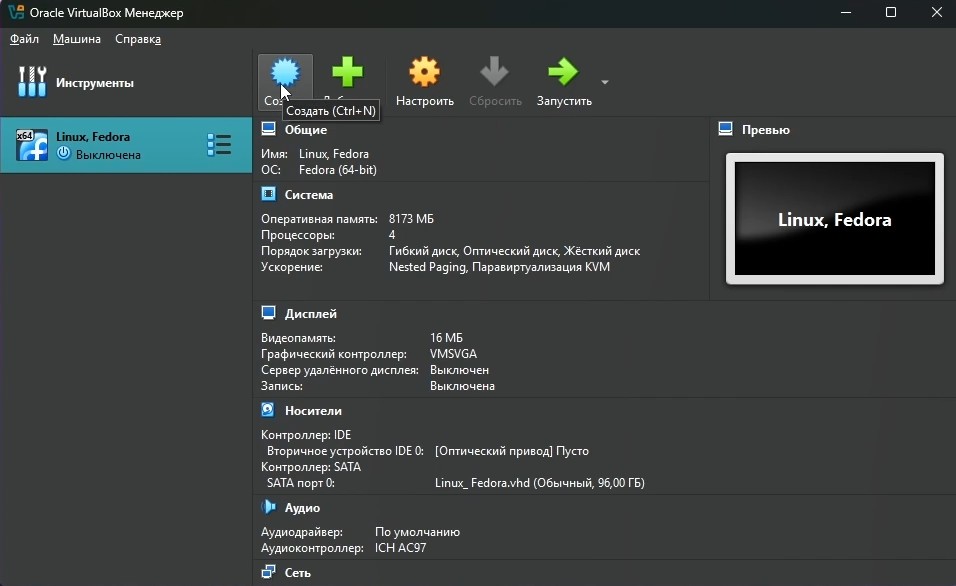 Oracle VirtualBox Менеджер
Файл Машина Справка
Инструменты
Настроить Сбросить Запустить
Создать (Ctrl+N)
x64
Linux, Fedora
Выключена
Общие
Имя: Linux, Fedora
ОС: Fedora (64-bit)
Система
Оперативная память: 8173 МБ
Процессоры: 4
Порядок загрузки: Гибкий диск, Оптический диск, Жёсткий диск
Ускорение: Nested Paging, Паравиртуализация KVM
Превью
Linux, Fedora
Дисплей
Видеопамять: 16 МБ
Графический контроллер: VMSVGA
Сервер удалённого дисплея: Выключен
Запись: Выключена
Носители
Контроллер: IDE
Вторичное устройство IDE 0: [Оптический привод] Пусто
Контроллер: SATA
SATA порт 0: Linux_ Fedora.vhd (Обычный, 96,00 ГБ)
Аудио
Аудиодрайвер: По умолчанию
Аудиоконтроллер: ICH AC97
Сеть